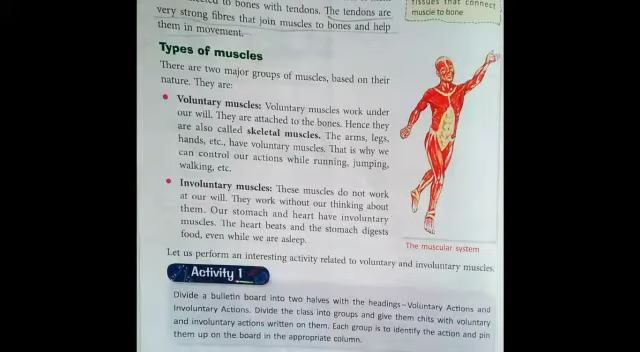 to bones with tendons. The tendons are
very strong fibres that join muscles to bones and help
them in movement.
tissues that connect
muscle to bone.
Types of muscles
There are two major groups of muscles, based on their
nature. They are:
• Voluntary muscles: Voluntary muscles work under
our will. They are attached to the bones. Hence they
are also called skeletal muscles. The arms, legs,
hands, etc., have voluntary muscles. That is why we
can control our actions while running, jumping,
walking, etc.
• Involuntary muscles: These muscles do not work
at our will. They work without our thinking about
them. Our stomach and heart have involuntary
muscles. The heart beats and the stomach digests
food, even while we are asleep.
The muscular system
Let us perform an interesting activity related to voluntary and involuntary muscles.
Activity 1
Divide a bulletin board into two halves with the headings – Voluntary Actions and
Involuntary Actions. Divide the class into groups and give them chits with voluntary
and involuntary actions written on them. Each group is to identify the action and pin
them up on the board in the appropriate column.